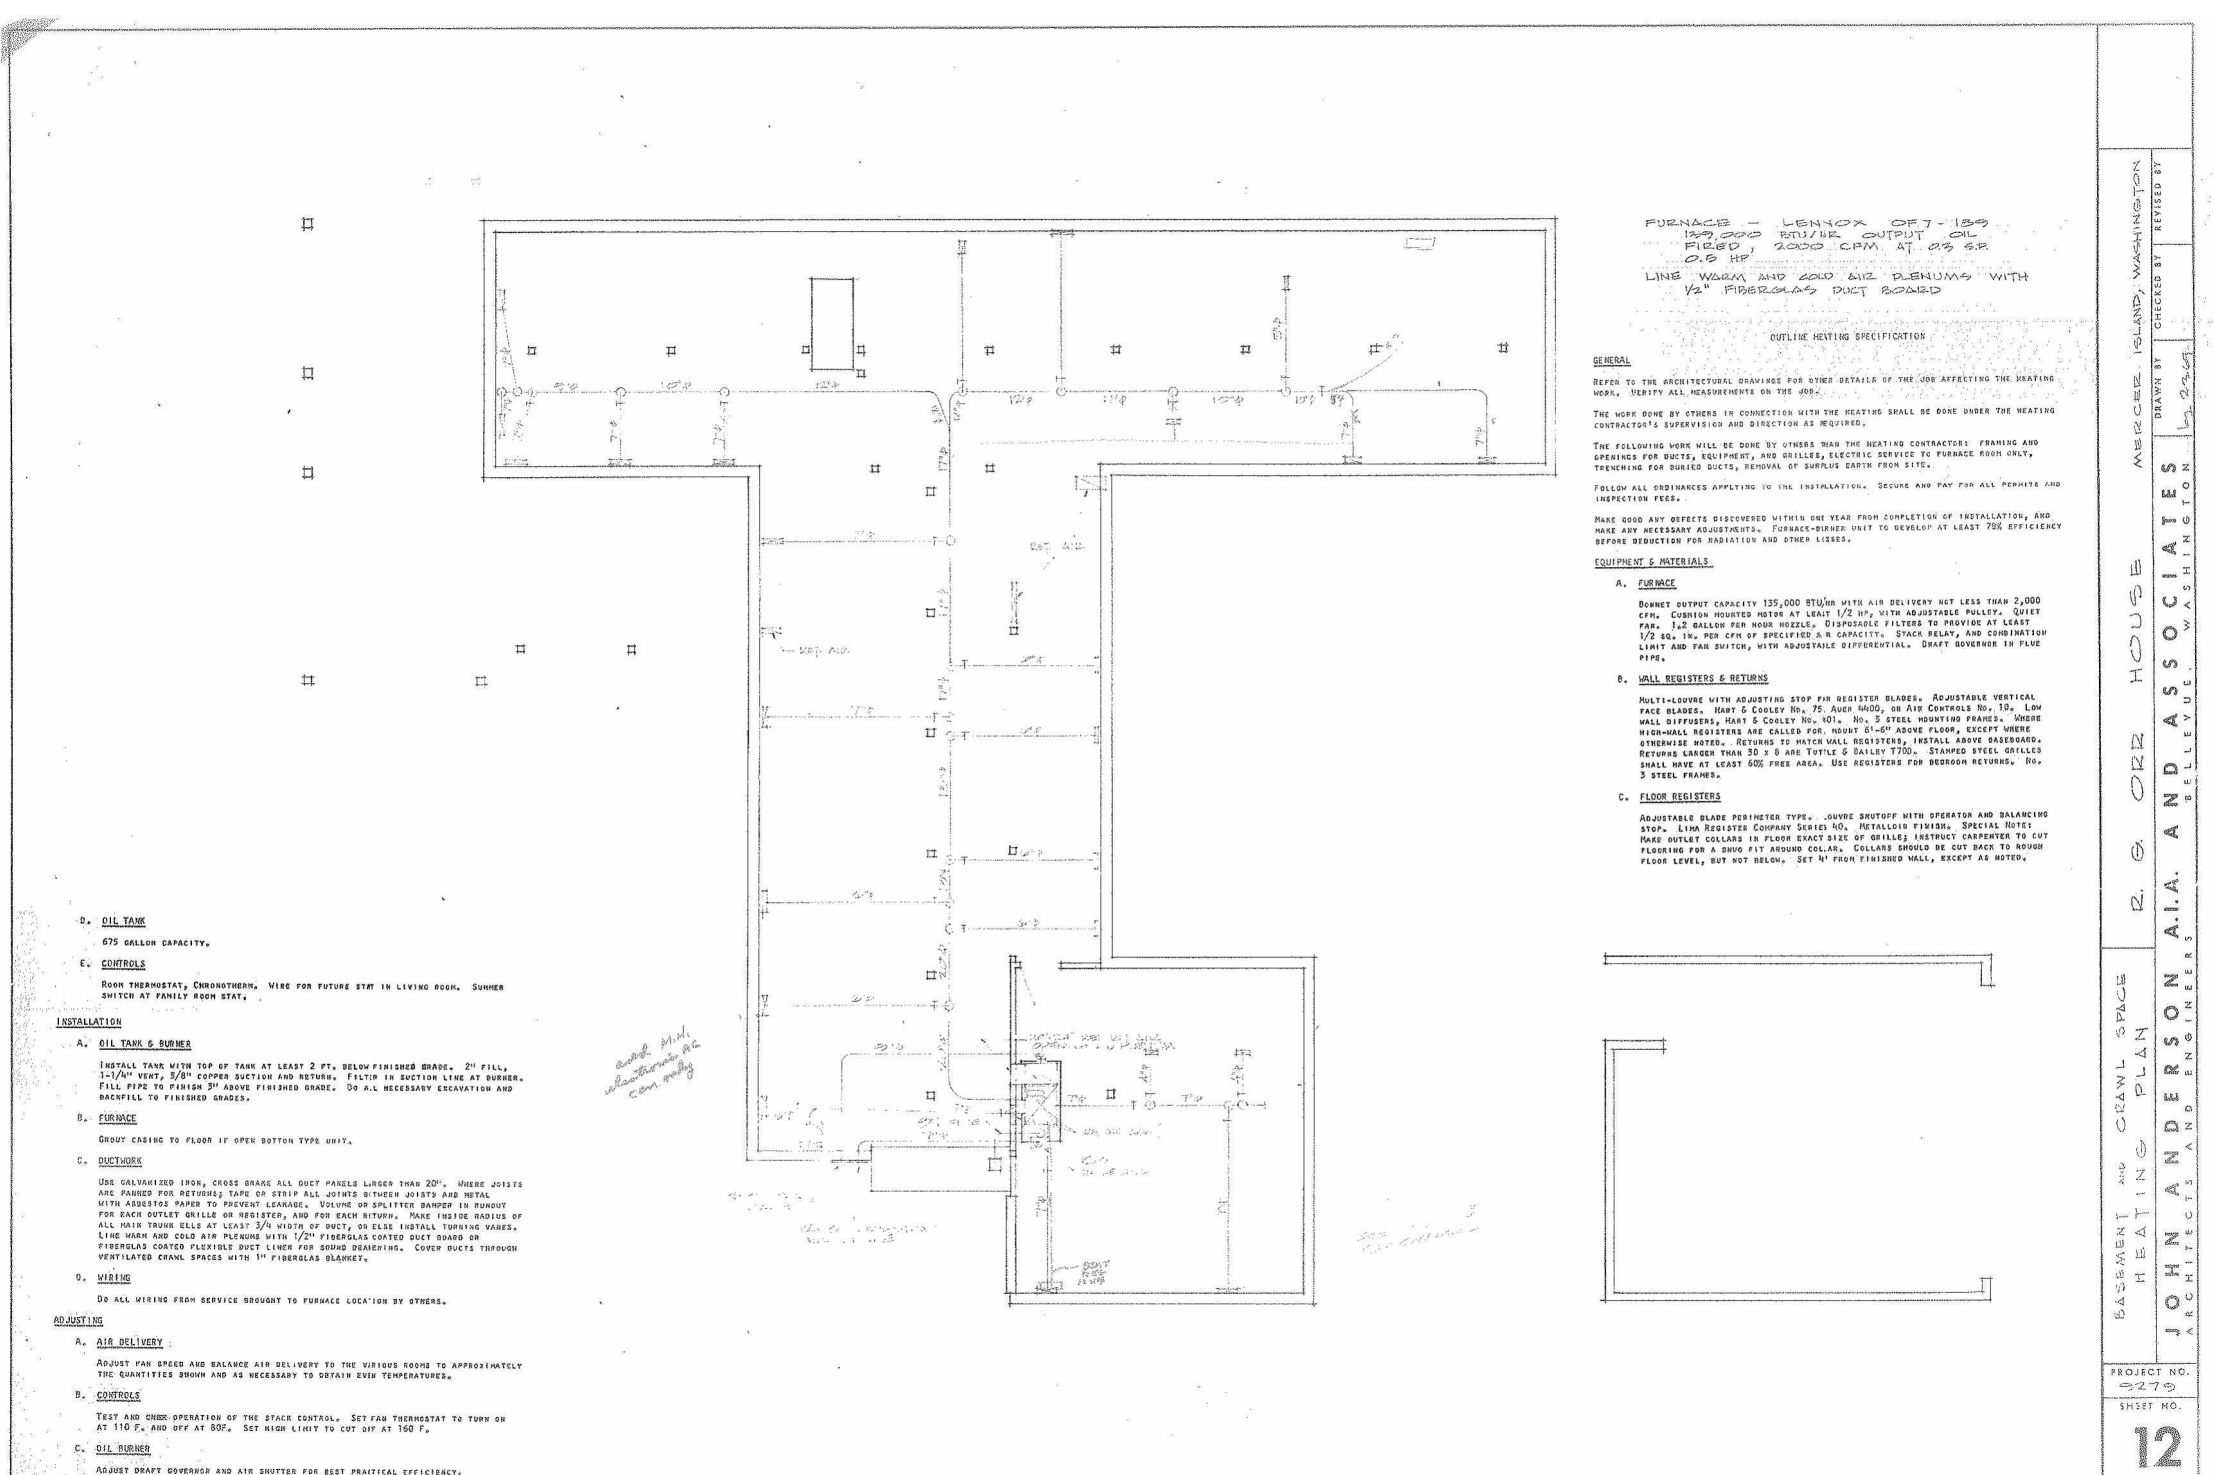 FURNACE - LENNOX OF7-139
139,000 BTU/HR OUTPUT OIL
FIRED, 2000 CFM AT 0.3 S.P.
0.5 HP
LINE WARM AND COLD AIR PLENUMS WITH
1/2" FIBERGLAS DUCT BOARD
OUTLINE HEATING SPECIFICATION
GENERAL
REFER TO THE ARCHITECTURAL DRAWINGS FOR OTHER DETAILS OF THE JOB AFFECTING THE HEATING
WORK. VERIFY ALL MEASUREMENTS ON THE JOB.
THE WORK DONE BY OTHERS IN CONNECTION WITH THE HEATING SHALL BE DONE UNDER THE HEATING
CONTRACTOR'S SUPERVISION AND DIRECTION AS REQUIRED.
THE FOLLOWING WORK WILL BE DONE BY OTHERS THAN THE HEATING CONTRACTOR: FRAMING AND
OPENINGS FOR DUCTS, EQUIPMENT, AND GRILLES, ELECTRIC SERVICE TO FURNACE ROOM ONLY,
TRENCHING FOR BURIED DUCTS, REMOVAL OF SURPLUS EARTH FROM SITE.
FOLLOW ALL ORDINANCES APPLYING TO THE INSTALLATION. SECURE AND PAY FOR ALL PERMITS AND
INSPECTION FEES.
MAKE GOOD ANY DEFECTS DISCOVERED WITHIN ONE YEAR FROM COMPLETION OF INSTALLATION, AND
MAKE ANY NECESSARY ADJUSTMENTS. FURNACE-BURNER UNIT TO DEVELOP AT LEAST 78% EFFICIENCY
BEFORE DEDUCTION FOR RADIATION AND OTHER LOSSES.
EQUIPMENT & MATERIALS
A. FURNACE
BONNET OUTPUT CAPACITY 135,000 BTU/HR WITH AIR DELIVERY NOT LESS THAN 2,000
CFM. CUSHION MOUNTED MOTOR AT LEAST 1/2 HP, WITH ADJUSTABLE PULLEY. QUIET
FAN. 1.2 GALLON PER HOUR NOZZLE. DISPOSABLE FILTERS TO PROVIDE AT LEAST
1/2 SQ. IN. PER CFM OF SPECIFIED AIR CAPACITY. STACK RELAY, AND COMBINATION
LIMIT AND FAN SWITCH, WITH ADJUSTABLE DIFFERENTIAL. DRAFT GOVERNOR IN FLUE
PIPE.
B. WALL REGISTERS & RETURNS
MULTI-LOUVRE WITH ADJUSTING STOP FOR REGISTER BLADES. ADJUSTABLE VERTICAL
FACE BLADES. HART & COOLEY NO. 75, AUER 4400, OR AIR CONTROLS NO. 10. LOW
WALL DIFFUSERS, HART & COOLEY NO. 401. NO. 3 STEEL MOUNTING FRAMES. WHERE
HIGH-WALL REGISTERS ARE CALLED FOR, MOUNT 6'-6" ABOVE FLOOR, EXCEPT WHERE
OTHERWISE NOTED. RETURNS TO MATCH WALL REGISTERS, INSTALL ABOVE BASEBOARD.
RETURNS LARGER THAN 30 X 8 ARE TUTTLE & BAILEY T70D. STAMPED STEEL GRILLES
SHALL HAVE AT LEAST 60% FREE AREA. USE REGISTERS FOR BEDROOM RETURNS. NO.
3 STEEL FRAMES.
C. FLOOR REGISTERS
ADJUSTABLE BLADE PERIMETER TYPE. LOUVRE SHUTOFF WITH OPERATOR AND BALANCING
STOP. LIMA REGISTER COMPANY SERIES 40. METALLOID FINISH. SPECIAL NOTE:
MAKE OUTLET COLLARS IN FLOOR EXACT SIZE OF GRILLE; INSTRUCT CARPENTER TO CUT
FLOORING FOR A SNUG FIT AROUND COLLAR. COLLARS SHOULD BE CUT BACK TO ROUGH
FLOOR LEVEL, BUT NOT BELOW. SET 4' FROM FINISHED WALL, EXCEPT AS NOTED.
D. OIL TANK
675 GALLON CAPACITY.
E. CONTROLS
ROOM THERMOSTAT, CHRONOTHERM. WIRE FOR FUTURE STAT IN LIVING ROOM. SUMMER
SWITCH AT FAMILY ROOM STAT.
INSTALLATION
A. OIL TANK & BURNER
INSTALL TANK WITH TOP OF TANK AT LEAST 2 FT. BELOW FINISHED GRADE. 2" FILL,
1-1/4" VENT, 3/8" COPPER SUCTION AND RETURN. FILTER IN SUCTION LINE AT BURNER.
FILL PIPE TO FINISH 3" ABOVE FINISHED GRADE. DO ALL NECESSARY EXCAVATION AND
BACKFILL TO FINISHED GRADES.
B. FURNACE
GROUT CASING TO FLOOR IF OPEN BOTTOM TYPE UNIT.
C. DUCTWORK
USE GALVANIZED IRON, CROSS BRAKE ALL DUCT PANELS LARGER THAN 20". WHERE JOISTS
ARE PANNED FOR RETURNS; TAPE OR STRIP ALL JOINTS BETWEEN JOISTS AND METAL
WITH ASBESTOS PAPER TO PREVENT LEAKAGE. VOLUME OR SPLITTER DAMPER IN RUNOUT
FOR EACH OUTLET GRILLE OR REGISTER, AND FOR EACH RETURN. MAKE INSIDE RADIUS OF
ALL MAIN TRUNK ELLS AT LEAST 3/4 WIDTH OF DUCT, OR ELSE INSTALL TURNING VANES.
LINE WARM AND COLD AIR PLENUMS WITH 1/2" FIBERGLAS COATED DUCT BOARD OR
FIBERGLAS COATED FLEXIBLE DUCT LINER FOR SOUND DEADENING. COVER DUCTS THROUGH
VENTILATED CRAWL SPACES WITH 1" FIBERGLAS BLANKET.
D. WIRING
DO ALL WIRING FROM SERVICE BROUGHT TO FURNACE LOCATION BY OTHERS.
ADJUSTING
A. AIR DELIVERY
ADJUST FAN SPEED AND BALANCE AIR DELIVERY TO THE VARIOUS ROOMS TO APPROXIMATELY
THE QUANTITIES SHOWN AND AS NECESSARY TO OBTAIN EVEN TEMPERATURES.
B. CONTROLS
TEST AND CHECK OPERATION OF THE STACK CONTROL. SET FAN THERMOSTAT TO TURN ON
AT 110 F. AND OFF AT 80F. SET HIGH LIMIT TO CUT OFF AT 160 F.
C. OIL BURNER
ADJUST DRAFT GOVERNOR AND AIR SHUTTER FOR BEST PRACTICAL EFFICIENCY.
RET. AIR
RET. AIR
add M.H.
electronic AC
can only
R. G. ORR HOUSE MERCER ISLAND, WASHINGTON
BASEMENT AND CRAWL SPACE
HEATING PLAN
JOHN ANDERSON A.I.A. AND ASSOCIATES
ARCHITECTS AND ENGINEERS BELLEVUE, WASHINGTON
DRAWN BY
CHECKED BY
REVISED BY
PROJECT NO.
9279
SHEET NO.
12